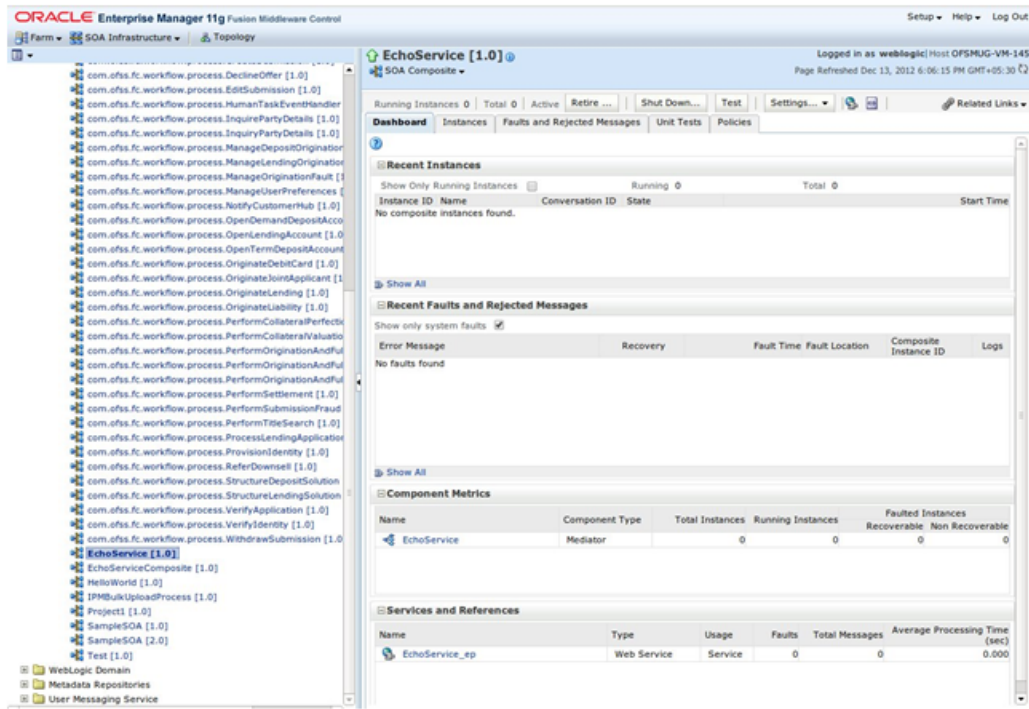 ORACLE Enterprise Manager 11g Fusion Middleware Control
Setup Help Log Out
Farm SOA Infrastructure Topology
com.ofss.fc.workflow.process.DeclineOffer [1.0]
com.ofss.fc.workflow.process.EditSubmission [1.0]
com.ofss.fc.workflow.process.HumanTaskEventHandler
com.ofss.fc.workflow.process.InquirePartyDetails [1.0]
com.ofss.fc.workflow.process.InquiryPartyDetails [1.0]
com.ofss.fc.workflow.process.ManageDepositOrigination
com.ofss.fc.workflow.process.ManageLendingOrigination
com.ofss.fc.workflow.process.ManageOriginationFault [1
com.ofss.fc.workflow.process.ManageUserPreferences [
com.ofss.fc.workflow.process.NotifyCustomerHub [1.0]
com.ofss.fc.workflow.process.OpenDemandDepositAcco
com.ofss.fc.workflow.process.OpenLendingAccount [1.0
com.ofss.fc.workflow.process.OpenTermDepositAccount
com.ofss.fc.workflow.process.OriginateDebitCard [1.0]
com.ofss.fc.workflow.process.OriginateJointApplicant [1
com.ofss.fc.workflow.process.OriginateLending [1.0]
com.ofss.fc.workflow.process.OriginateLiability [1.0]
com.ofss.fc.workflow.process.PerformCollateralPerfectio
com.ofss.fc.workflow.process.PerformCollateralValuatio
com.ofss.fc.workflow.process.PerformOriginationAndFul
com.ofss.fc.workflow.process.PerformOriginationAndFul
com.ofss.fc.workflow.process.PerformOriginationAndFul
com.ofss.fc.workflow.process.PerformSettlement [1.0]
com.ofss.fc.workflow.process.PerformSubmissionFraud
com.ofss.fc.workflow.process.PerformTitleSearch [1.0]
com.ofss.fc.workflow.process.ProcessLendingApplication
com.ofss.fc.workflow.process.ProvisionIdentity [1.0]
com.ofss.fc.workflow.process.ReferDownsell [1.0]
com.ofss.fc.workflow.process.StructureDepositSolution
com.ofss.fc.workflow.process.StructureLendingSolution
com.ofss.fc.workflow.process.VerifyApplication [1.0]
com.ofss.fc.workflow.process.VerifyIdentity [1.0]
com.ofss.fc.workflow.process.WithdrawSubmission [1.0
EchoService [1.0]
EchoServiceComposite [1.0]
HelloWorld [1.0]
IPMBulkUploadProcess [1.0]
Project1 [1.0]
SampleSOA [1.0]
SampleSOA [2.0]
Test [1.0]
WebLogic Domain
Metadata Repositories
User Messaging Service
EchoService [1.0]
Logged in as weblogic|Host OFSMUG-VM-145
SOA Composite
Page Refreshed Dec 13, 2012 6:06:15 PM GMT+05:30
Running Instances 0 Total 0 Active Retire ... Shut Down... Test Settings... Related Links
Dashboard Instances Faults and Rejected Messages Unit Tests Policies
Recent Instances
Show Only Running Instances Running 0 Total 0
Instance ID Name Conversation ID State Start Time
No composite instances found.
Show All
Recent Faults and Rejected Messages
Show only system faults
Error Message Recovery Fault Time Fault Location Composite Instance ID Logs
No faults found
Show All
Component Metrics
Name Component Type Total Instances Running Instances Faulted Instances
Recoverable Non Recoverable
EchoService Mediator 0 0 0 0
Services and References
Name Type Usage Faults Total Messages Average Processing Time (sec)
EchoService_ep Web Service Service 0 0 0.000